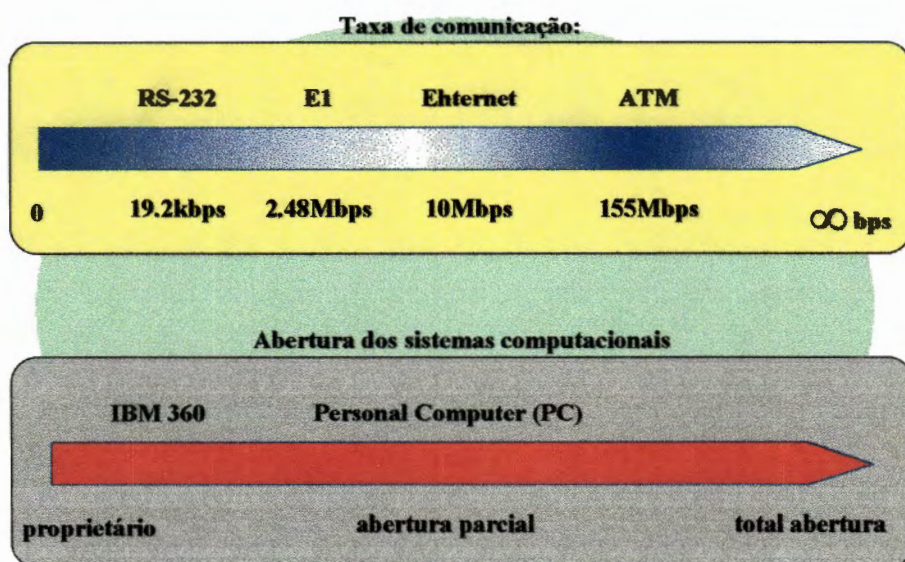 Taxa de comunicação:
RS-232 E1 Ehternet ATM
0 19.2kbps 2.48Mbps 10Mbps 155Mbps ∞ bps
Abertura dos sistemas computacionais
IBM 360 Personal Computer (PC)
proprietário abertura parcial total abertura